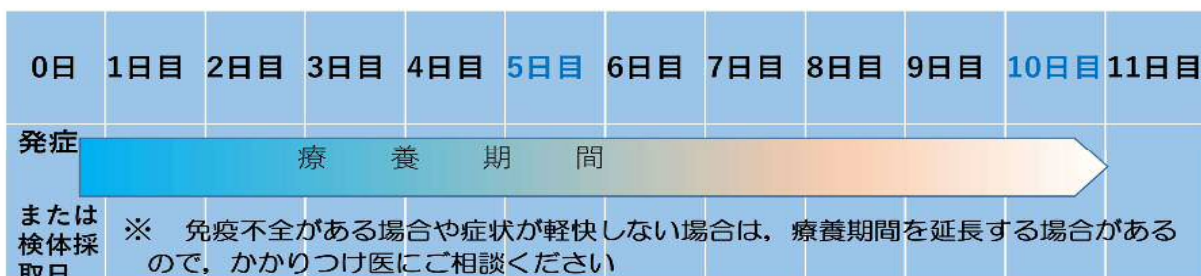 0日 1日目 2日目 3日目 4日目 5日目 6日目 7日目 8日目 9日目 10日目 11日目
発症
療養期間
または
検体採
取日
※ 免疫不全がある場合や症状が軽快しない場合は，療養期間を延長する場合がある
ので，かかりつけ医にご相談ください